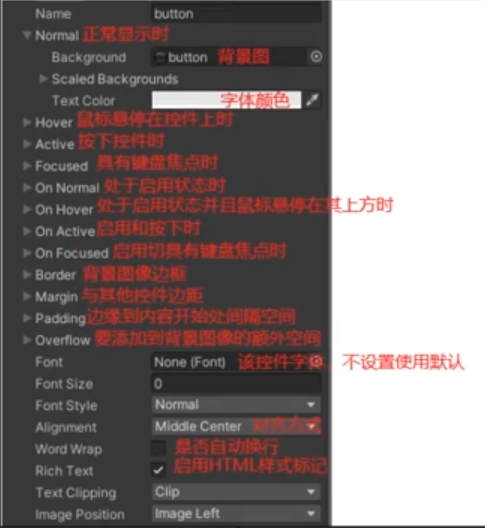 Name button
Normal 正常显示时
Background button 背景图
Scaled Backgrounds
Text Color 字体颜色
Hover 鼠标悬停在控件上时
Active 按下控件时
Focused 具有键盘焦点时
On Normal 处于启用状态时
On Hover 处于启用状态并且鼠标悬停在其上方时
On Active 启用和按下时
On Focused 启用切具有键盘焦点时
Border 背景图像边框
Margin 与其他控件边距
Padding 边缘到内容开始处间隔空间
Overflow 要添加到背景图像的额外空间
Font None (Font) 该控件字体，不设置使用默认
Font Size 0
Font Style Normal
Alignment Middle Center 对齐方式
Word Wrap 是否自动换行
Rich Text 启用HTML样式标记
Text Clipping Clip
Image Position Image Left